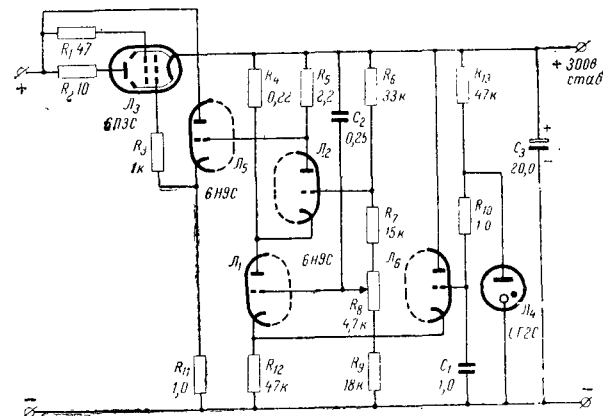 R₁ 47
+
R₂ 10
Л₃
6П3С
R₃
1к
R₄
0,22
R₅
2,2
R₆
33к
C₂
0,25
R₁₃
47к
+ 300в
стаб
+
C₃
20,0
−
Л₅
6Н9С
Л₂
R₇
15к
R₁₀
1,0
Л₁
6Н9С
Л₆
R₈
4,7к
Л₄
СГ2С
R₁₁
1,0
R₁₂
47к
R₉
18к
C₁
1,0
−
−